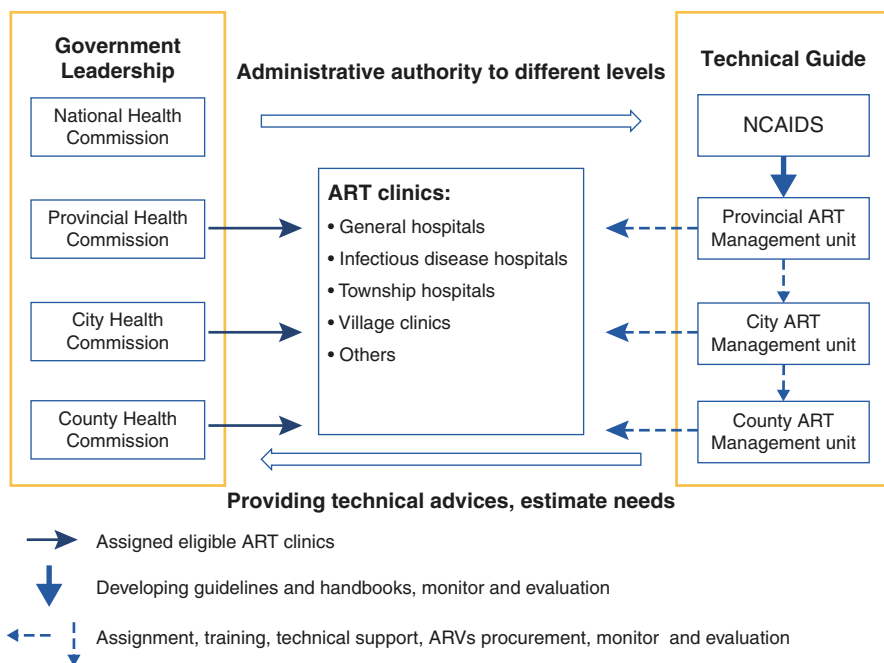 Government
Leadership
National Health
Commission
Provincial Health
Commission
City Health
Commission
County Health
Commission
Administrative authority to different levels
ART clinics:
• General hospitals
• Infectious disease hospitals
• Township hospitals
• Village clinics
• Others
Technical Guide
NCAIDS
Provincial ART
Management unit
City ART
Management unit
County ART
Management unit
Providing technical advices, estimate needs
Assigned eligible ART clinics
Developing guidelines and handbooks, monitor and evaluation
Assignment, training, technical support, ARVs procurement, monitor and evaluation